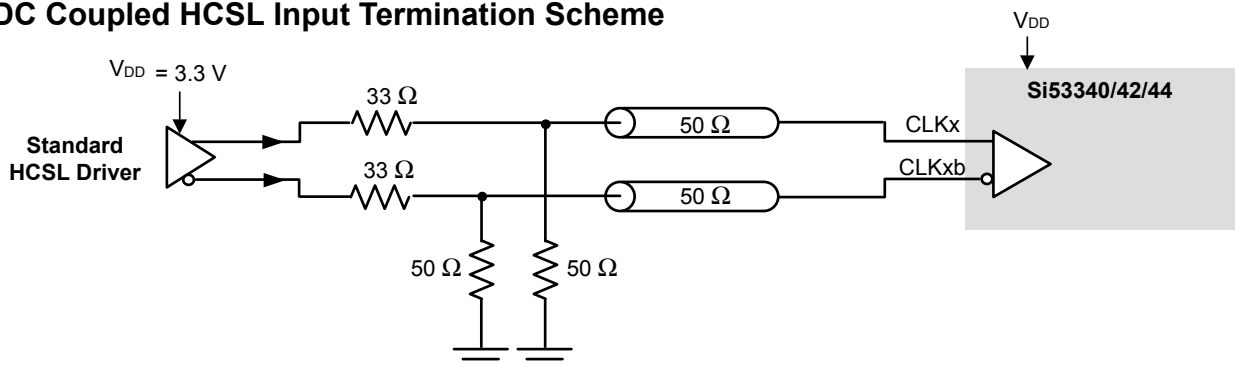 DC Coupled HCSL Input Termination Scheme
VDD
VDD = 3.3 V
Si53340/42/44
33 Ω
Standard
HCSL Driver
50 Ω
CLKx
33 Ω
CLKxb
50 Ω
50 Ω
50 Ω